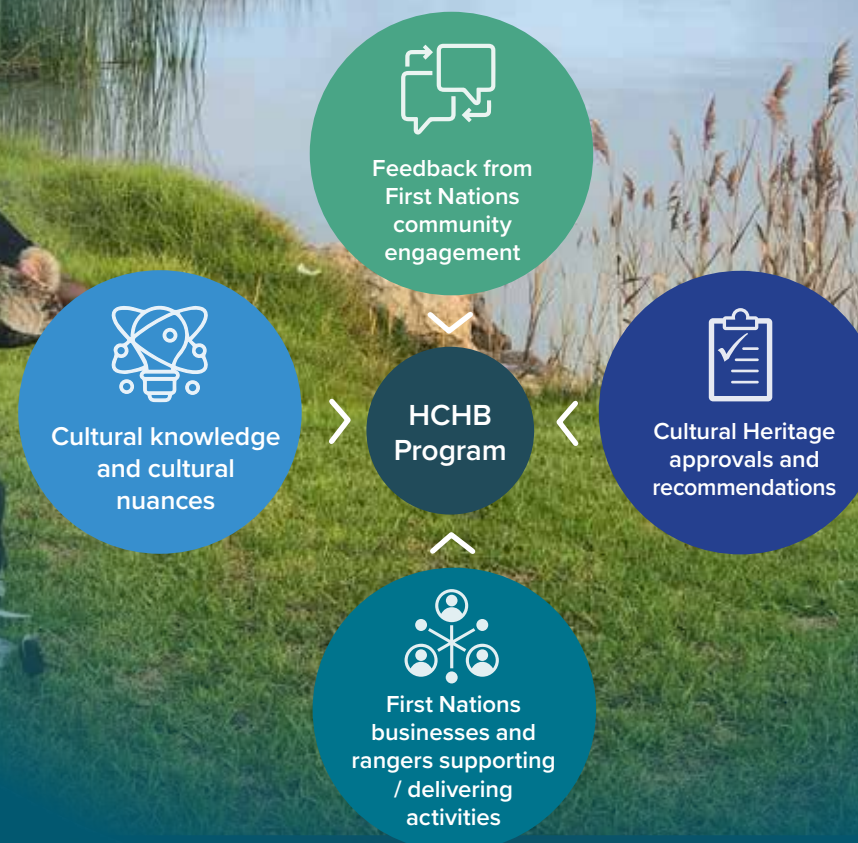 Feedback from
First Nations
community
engagement
Cultural knowledge
and cultural
nuances
HCHB
Program
Cultural Heritage
approvals and
recommendations
First Nations
businesses and
rangers supporting
/ delivering
activities